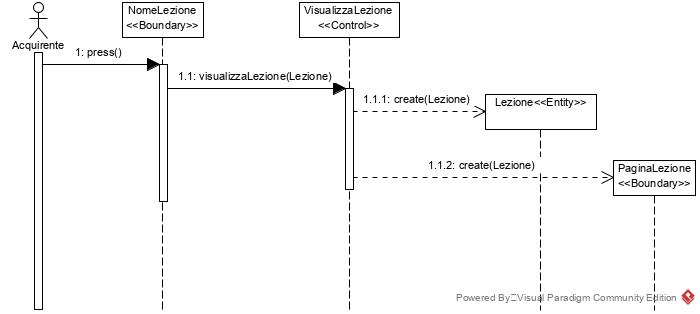 Acquirente
NomeLezione
<<Boundary>>
VisualizzaLezione
<<Control>>
1: press()
1.1: visualizzaLezione(Lezione)
1.1.1: create(Lezione)
Lezione<<Entity>>
1.1.2: create(Lezione)
PaginaLezione
<<Boundary>>
Powered By Visual Paradigm Community Edition